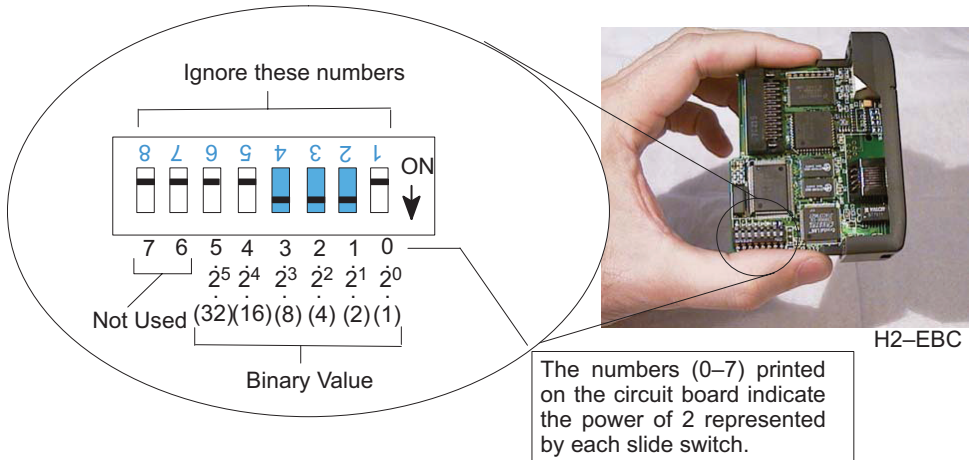 Ignore these numbers
8 7 6 5 4 3 2 1
ON
7 6 5 4 3 2 1 0
2⁵ 2⁴ 2³ 2² 2¹ 2⁰
Not Used (32) (16) (8) (4) (2) (1)
Binary Value
H2–EBC
The numbers (0–7) printed
on the circuit board indicate
the power of 2 represented
by each slide switch.